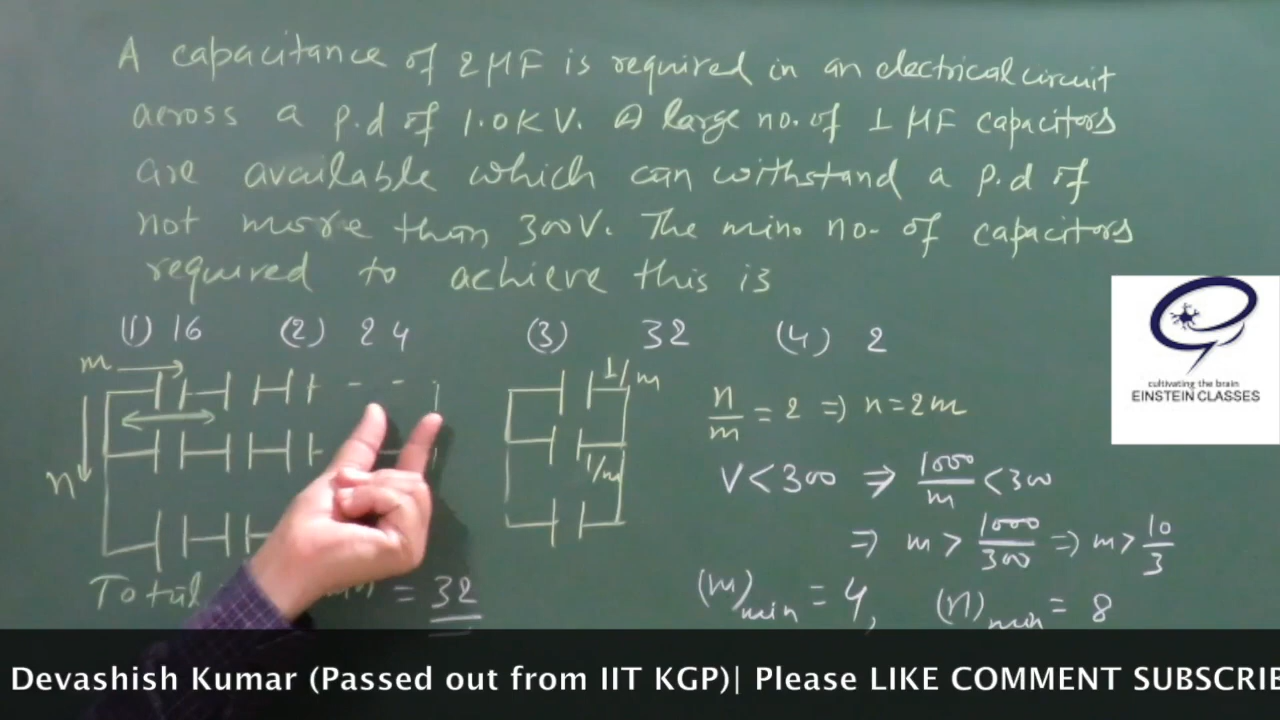 A capacitance of 2 μF is required in an electrical circuit
across a p.d of 1.0 KV. A large no. of 1 μF capacitors
are available which can withstand a p.d of
not more than 300V. The min. no. of capacitors
required to achieve this is
(1) 16 (2) 24 (3) 32 (4) 2
m
n
1/m
1/m
n/m = 2 ⇒ n = 2m
V < 300 ⇒ 1000/m < 300
⇒ m > 1000/300 ⇒ m > 10/3
(m)min = 4, (n)min = 8
Total = 32
cultivating the brain
EINSTEIN CLASSES
Devashish Kumar (Passed out from IIT KGP)| Please LIKE COMMENT SUBSCRIE